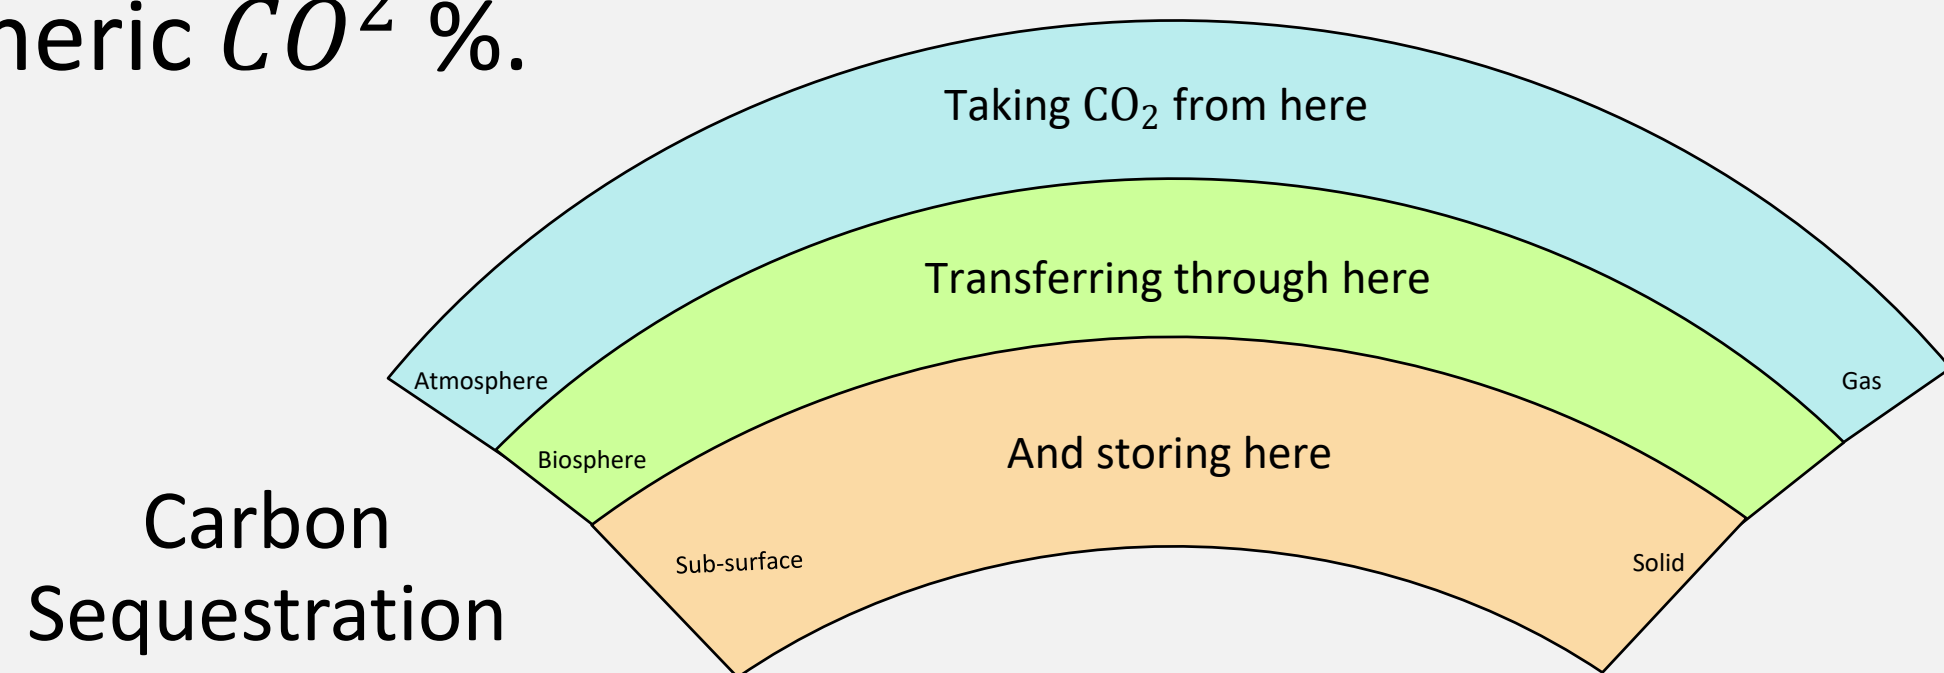 heric CO² %.
Taking CO₂ from here
Transferring through here
Atmosphere
Gas
And storing here
Biosphere
Carbon
Sequestration
Sub-surface
Solid